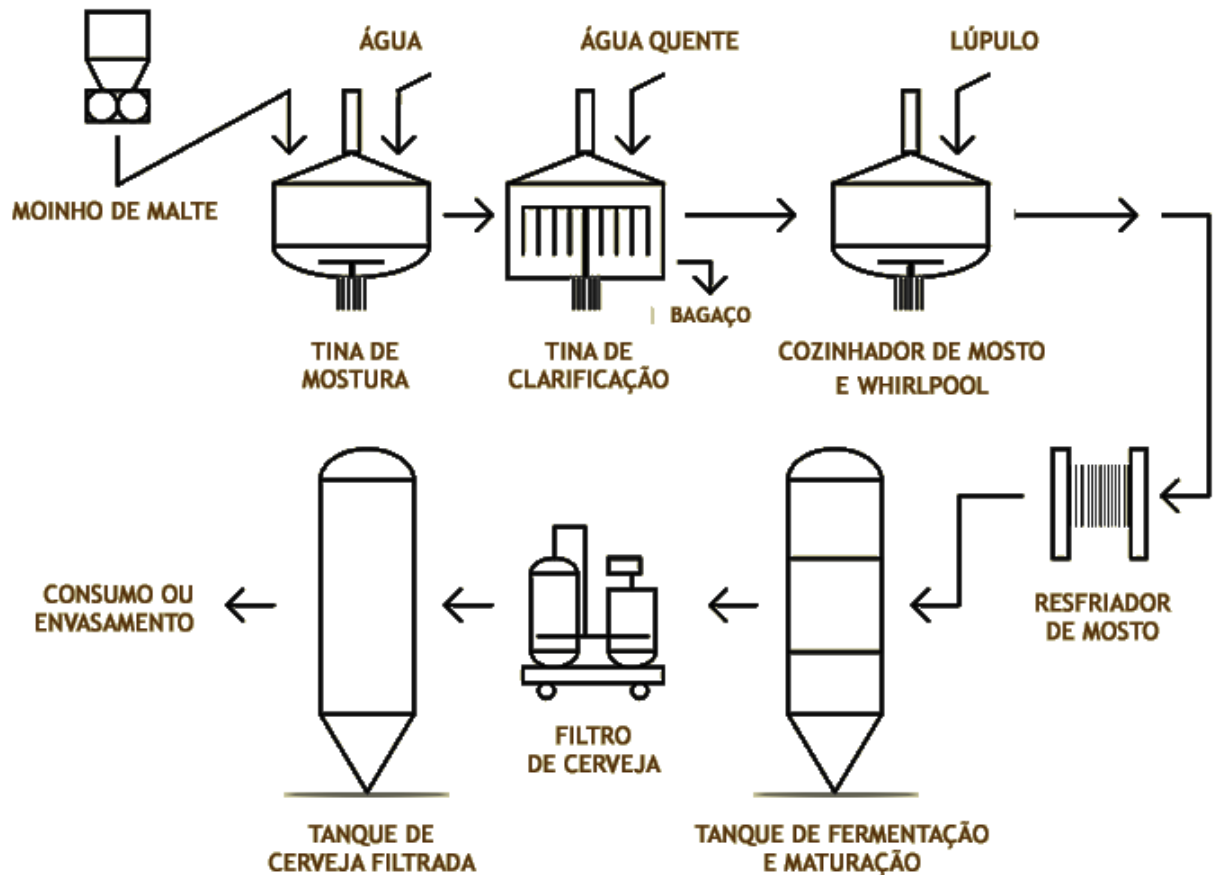 ÁGUA
ÁGUA QUENTE
LÚPULO
MOINHO DE MALTE
BAGAÇO
TINA DE
MOSTURA
TINA DE
CLARIFICAÇÃO
COZINHADOR DE MOSTO
E WHIRLPOOL
CONSUMO OU
ENVASAMENTO
RESFRIADOR
DE MOSTO
FILTRO
DE CERVEJA
TANQUE DE
CERVEJA FILTRADA
TANQUE DE FERMENTAÇÃO
E MATURAÇÃO